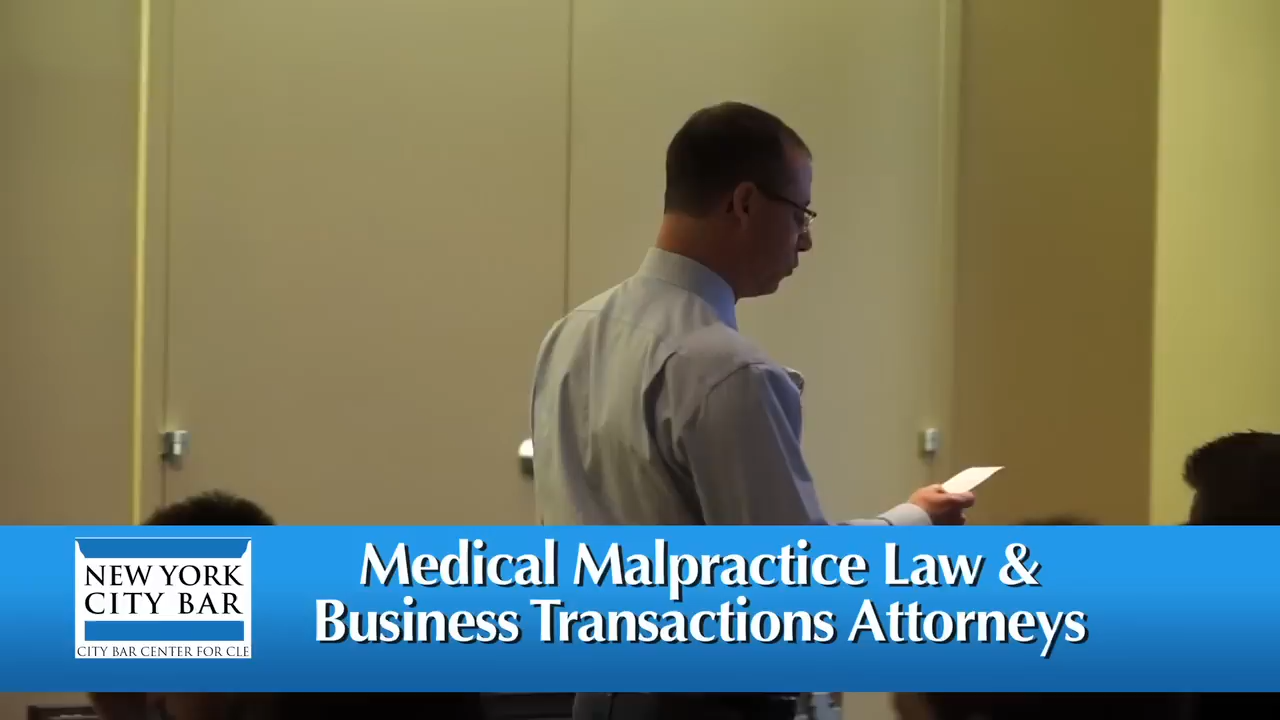 NEW YORK
CITY BAR
CITY BAR CENTER FOR CLE
Medical Malpractice Law &
Business Transactions Attorneys